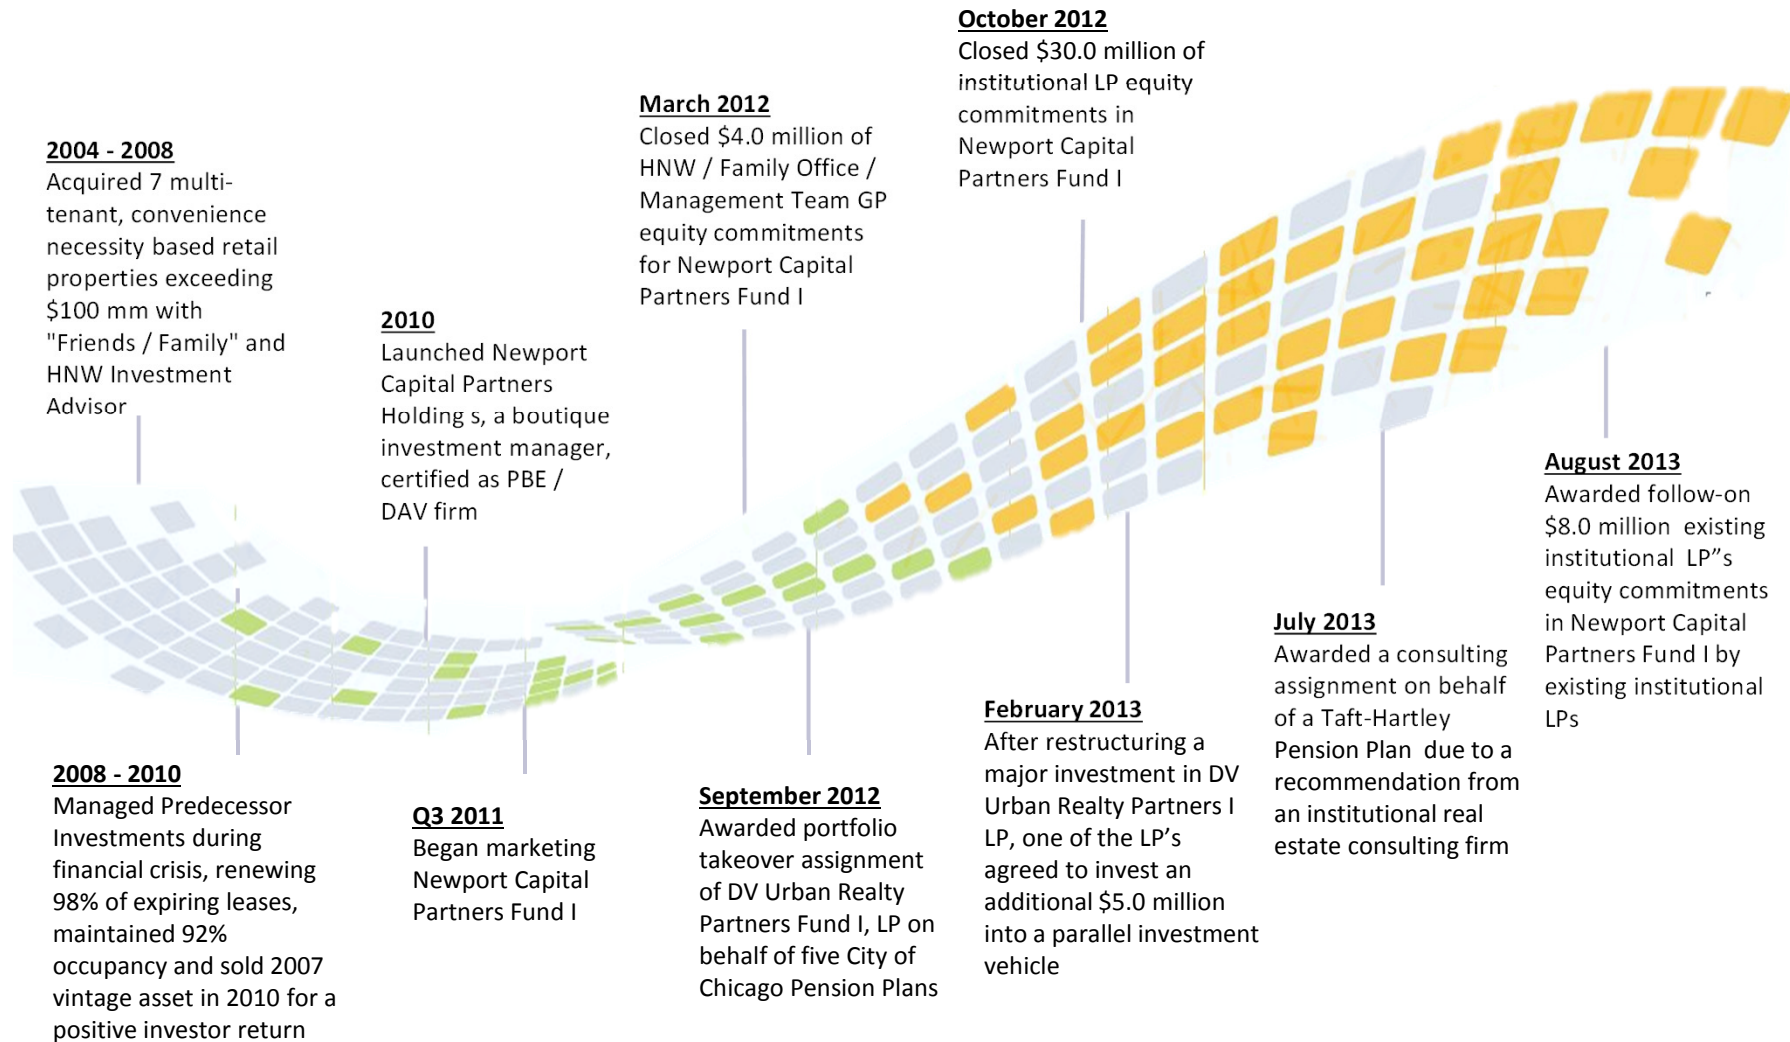 2004 - 2008
Acquired 7 multi-
tenant, convenience
necessity based retail
properties exceeding
$100 mm with
"Friends / Family" and
HNW Investment
Advisor
2008 - 2010
Managed Predecessor
Investments during
financial crisis, renewing
98% of expiring leases,
maintained 92%
occupancy and sold 2007
vintage asset in 2010 for a
positive investor return
2010
Launched Newport
Capital Partners
Holding s, a boutique
investment manager,
certified as PBE /
DAV firm
Q3 2011
Began marketing
Newport Capital
Partners Fund I
March 2012
Closed $4.0 million of
HNW / Family Office /
Management Team GP
equity commitments
for Newport Capital
Partners Fund I
September 2012
Awarded portfolio
takeover assignment
of DV Urban Realty
Partners Fund I, LP on
behalf of five City of
Chicago Pension Plans
October 2012
Closed $30.0 million of
institutional LP equity
commitments in
Newport Capital
Partners Fund I
February 2013
After restructuring a
major investment in DV
Urban Realty Partners I
LP, one of the LP’s
agreed to invest an
additional $5.0 million
into a parallel investment
vehicle
July 2013
Awarded a consulting
assignment on behalf
of a Taft-Hartley
Pension Plan  due to a
recommendation from
an institutional real
estate consulting firm
August 2013
Awarded follow-on
$8.0 million  existing
institutional  LP”s
equity commitments
in Newport Capital
Partners Fund I by
existing institutional
LPs